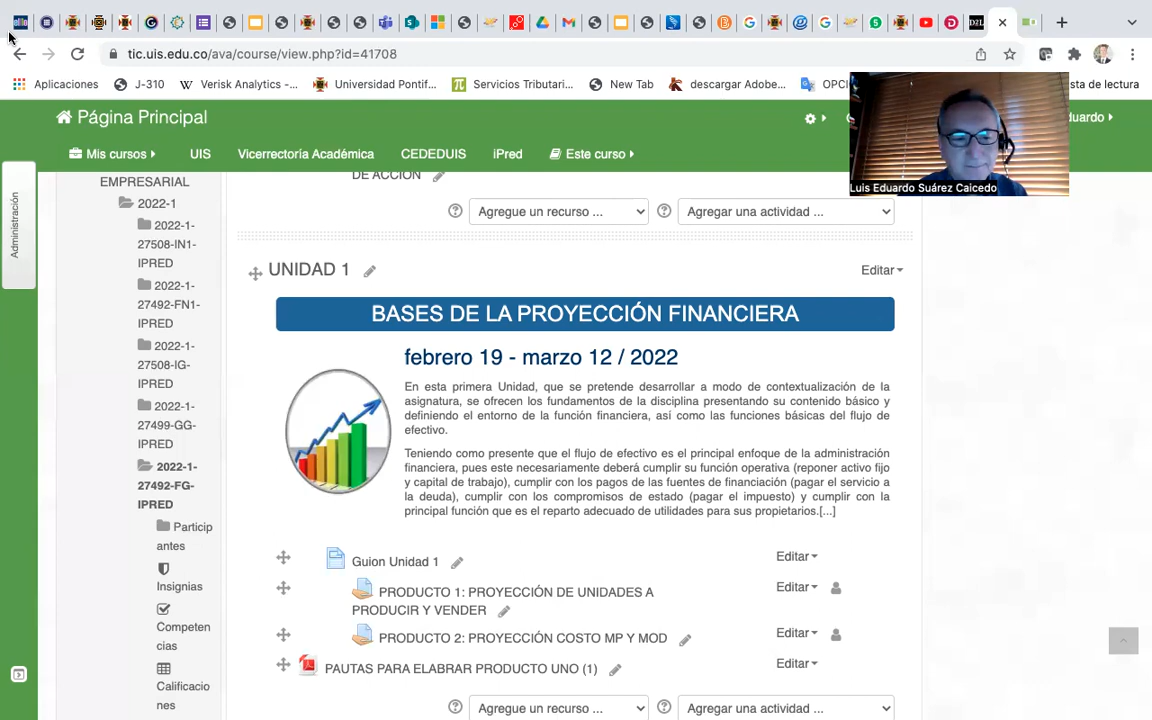 tic.uis.edu.co/ava/course/view.php?id=41708
Aplicaciones
J-310
Verisk Analytics -...
Universidad Pontif...
Servicios Tributari...
New Tab
descargar Adobe...
OPCI
sta de lectura
Página Principal
duardo
Mis cursos
UIS
Vicerrectoría Académica
CEDEDUIS
iPred
Este curso
Luis Eduardo Suárez Caicedo
Administración
EMPRESARIAL
2022-1
2022-1-
27508-IN1-
IPRED
2022-1-
27492-FN1-
IPRED
2022-1-
27508-IG-
IPRED
2022-1-
27499-GG-
IPRED
2022-1-
27492-FG-
IPRED
Particip
antes
Insignias
Competen
cias
Calificacio
nes
DE ACCION
Agregue un recurso ...
Agregar una actividad ...
UNIDAD 1
Editar
BASES DE LA PROYECCIÓN FINANCIERA
febrero 19 - marzo 12 / 2022
En esta primera Unidad, que se pretende desarrollar a modo de contextualización de la
asignatura, se ofrecen los fundamentos de la disciplina presentando su contenido básico y
definiendo el entorno de la función financiera, así como las funciones básicas del flujo de
efectivo.
Teniendo como presente que el flujo de efectivo es el principal enfoque de la administración
financiera, pues este necesariamente deberá cumplir su función operativa (reponer activo fijo
y capital de trabajo), cumplir con los pagos de las fuentes de financiación (pagar el servicio a
la deuda), cumplir con los compromisos de estado (pagar el impuesto) y cumplir con la
principal función que es el reparto adecuado de utilidades para sus propietarios.[...]
Guion Unidad 1
Editar
PRODUCTO 1: PROYECCIÓN DE UNIDADES A
PRODUCIR Y VENDER
Editar
PRODUCTO 2: PROYECCIÓN COSTO MP Y MOD
Editar
PAUTAS PARA ELABRAR PRODUCTO UNO (1)
Editar
Agregue un recurso ...
Agregar una actividad ...